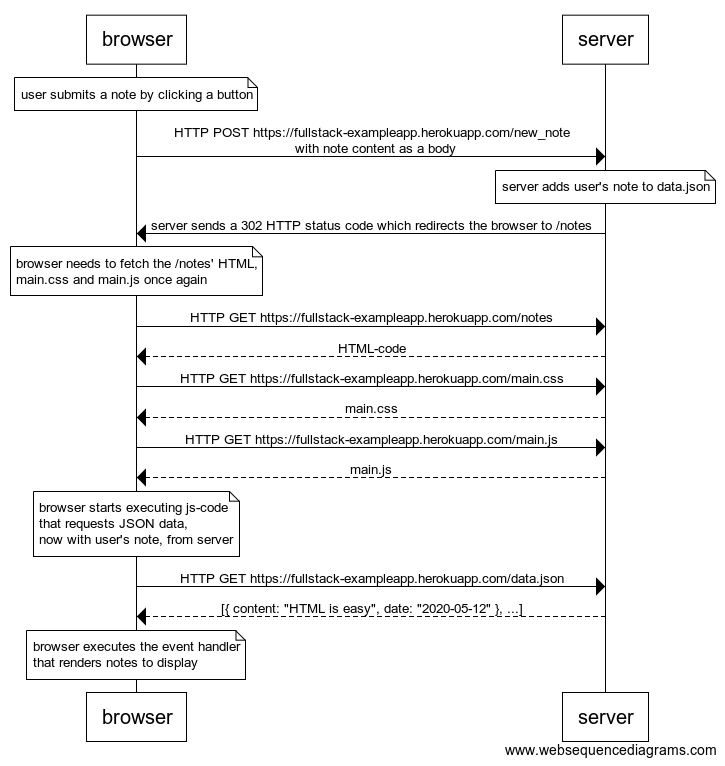 browser
server
user submits a note by clicking a button
HTTP POST https://fullstack-exampleapp.herokuapp.com/new_note
with note content as a body
server adds user's note to data.json
server sends a 302 HTTP status code which redirects the browser to /notes
browser needs to fetch the /notes' HTML,
main.css and main.js once again
HTTP GET https://fullstack-exampleapp.herokuapp.com/notes
HTML-code
HTTP GET https://fullstack-exampleapp.herokuapp.com/main.css
main.css
HTTP GET https://fullstack-exampleapp.herokuapp.com/main.js
main.js
browser starts executing js-code
that requests JSON data,
now with user's note, from server
HTTP GET https://fullstack-exampleapp.herokuapp.com/data.json
[{ content: "HTML is easy", date: "2020-05-12" }, ...]
browser executes the event handler
that renders notes to display
browser
server
www.websequencediagrams.com